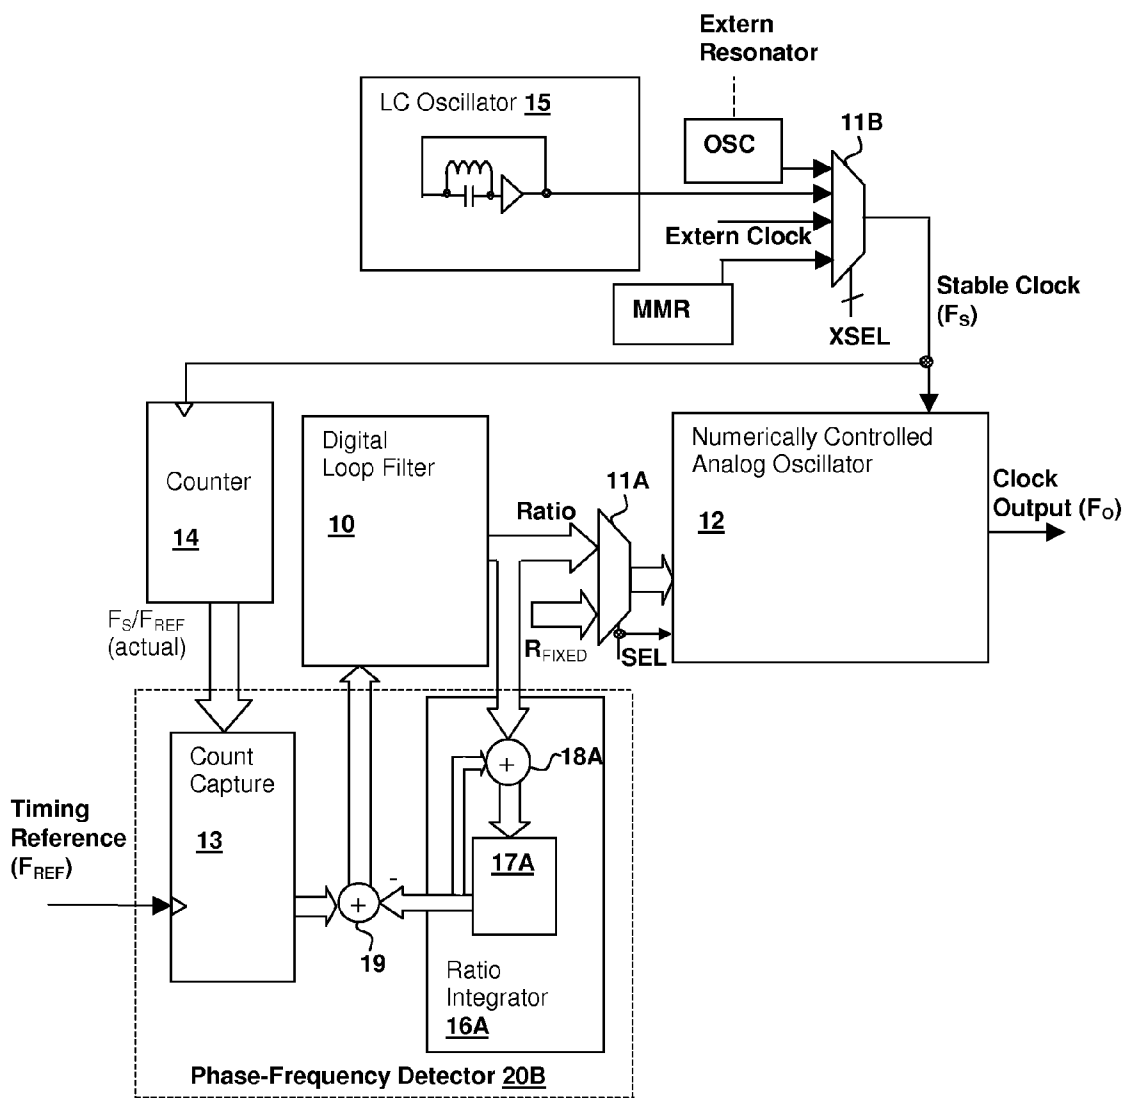 Extern
Resonator
LC Oscillator 15
OSC
11B
Extern Clock
MMR
XSEL
Stable Clock
(FS)
Counter
14
Digital
Loop Filter
10
Ratio
11A
Numerically Controlled
Analog Oscillator
12
Clock
Output (FO)
FS/FREF
(actual)
RFIXED
SEL
Count
Capture
13
18A
Timing
Reference
(FREF)
+
17A
-
+
19
Ratio
Integrator
16A
Phase-Frequency Detector 20B